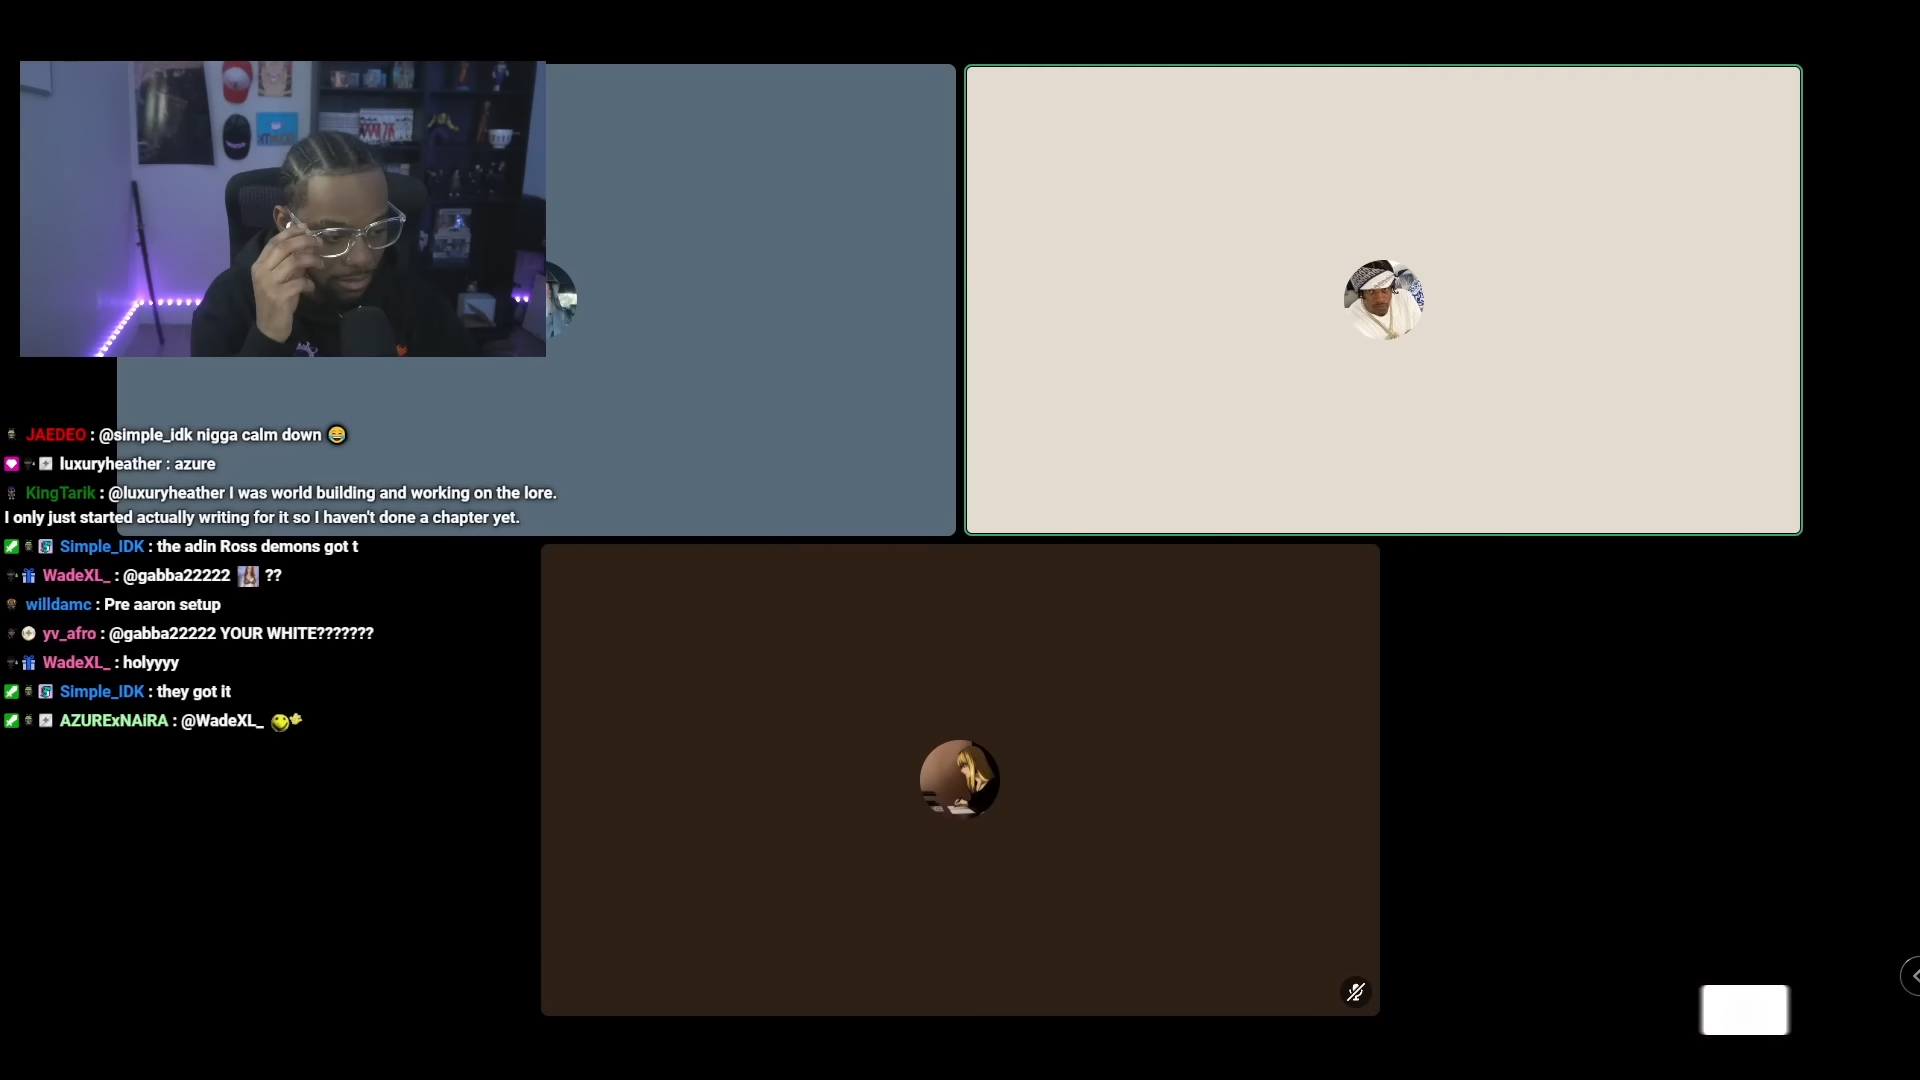 JAEDEO : @simple_idk nigga calm down 😂
luxuryheather : azure
KingTarik : @luxuryheather I was world building and working on the lore.
I only just started actually writing for it so I haven't done a chapter yet.
Simple_IDK : the adin Ross demons got t
WadeXL_ : @gabba22222 ??
willdamc : Pre aaron setup
yv_afro : @gabba22222 YOUR WHITE???????
WadeXL_ : holyyyy
Simple_IDK : they got it
AZURExNAiRA : @WadeXL_